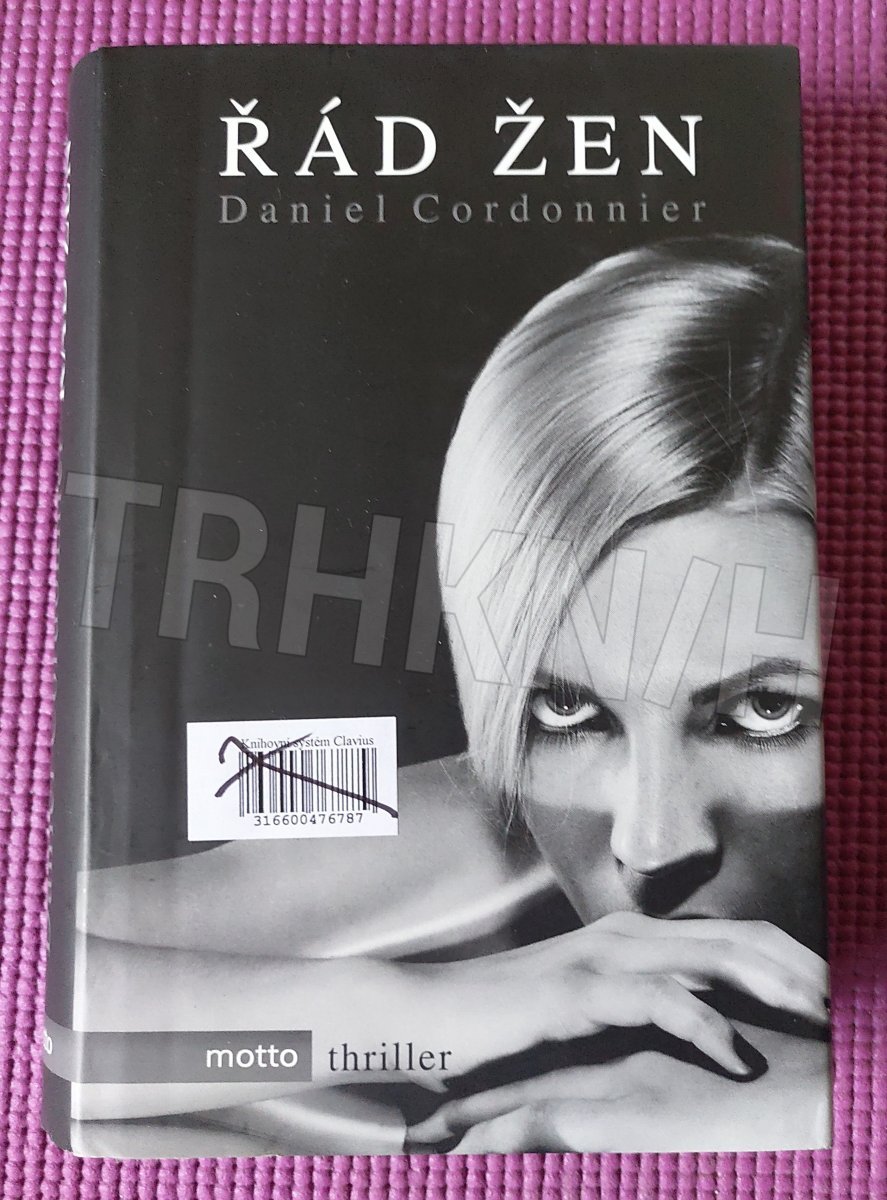 ŘÁD ŽEN
Daniel Cordonnier
TRHKNIH
Knihovní systém Clavius
316600476787
motto thriller